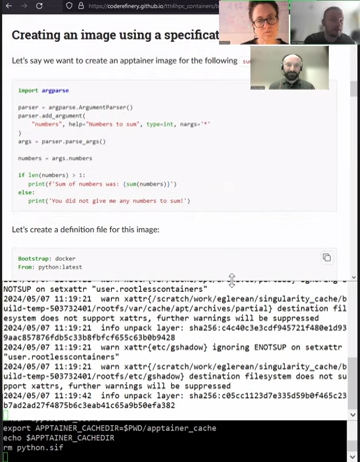 https://coderefinery.github.io/ttt4hpc_containers/b
Creating an image using a specificat
Let's say we want to create an apptainer image for the following
import argparse
parser = argparse.ArgumentParser()
parser.add_argument(
"numbers", help="Numbers to sum", type=int, nargs='*'
)
args = parser.parse_args()
numbers = args.numbers
if len(numbers) > 1:
print(f'Sum of numbers was: {sum(numbers)}')
else:
print('You did not give me any numbers to sum!')
Let's create a definition file for this image:
Bootstrap: docker
From: python:latest
NOTSUP on setxattr "user.rootlesscontainers"
2024/05/07 11:19:21 warn xattr{/scratch/work/eglerean/singularity_cache/b
uild-temp-503732401/rootfs/var/cache/apt/archives/partial} destination fil
esystem does not support xattrs, further warnings will be suppressed
2024/05/07 11:19:21 info unpack layer: sha256:c4c40c3e3cdf945721f480e1d93
9aac857876fdb5c33b8fbfcf655c63b0b9428
2024/05/07 11:19:21 warn xattr{etc/gshadow} ignoring ENOTSUP on setxattr
"user.rootlesscontainers"
2024/05/07 11:19:21 warn xattr{/scratch/work/eglerean/singularity_cache/b
uild-temp-503732401/rootfs/etc/gshadow} destination filesystem does not su
pport xattrs, further warnings will be suppressed
2024/05/07 11:19:42 info unpack layer: sha256:c05cc1123d7e335d59b0f465c23
b7ad2ad27f4875b6c3eab41c65a9b50efa382
export APPTAINER_CACHEDIR=$PWD/apptainer_cache
echo $APPTAINER_CACHEDIR
rm python.sif